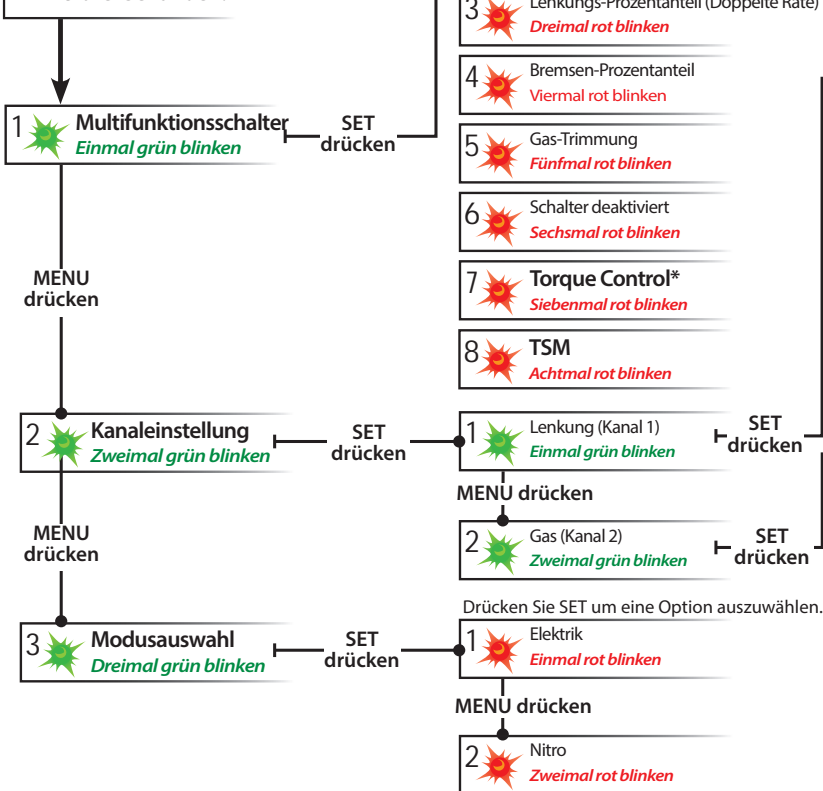 3
Lenkungs-Prozentanteil (Doppelte Rate)
Dreimal rot blinken
4
Bremsen-Prozentanteil
Viermal rot blinken
1
Multifunktionsschalter
Einmal grün blinken
SET
drücken
5
Gas-Trimmung
Fünfmal rot blinken
6
Schalter deaktiviert
Sechsmal rot blinken
MENU
drücken
7
Torque Control*
Siebenmal rot blinken
8
TSM
Achtmal rot blinken
2
Kanaleinstellung
Zweimal grün blinken
SET
drücken
1
Lenkung (Kanal 1)
Einmal grün blinken
SET
drücken
MENU drücken
MENU
drücken
2
Gas (Kanal 2)
Zweimal grün blinken
SET
drücken
Drücken Sie SET um eine Option auszuwählen.
3
Modusauswahl
Dreimal grün blinken
SET
drücken
1
Elektrik
Einmal rot blinken
MENU drücken
2
Nitro
Zweimal rot blinken